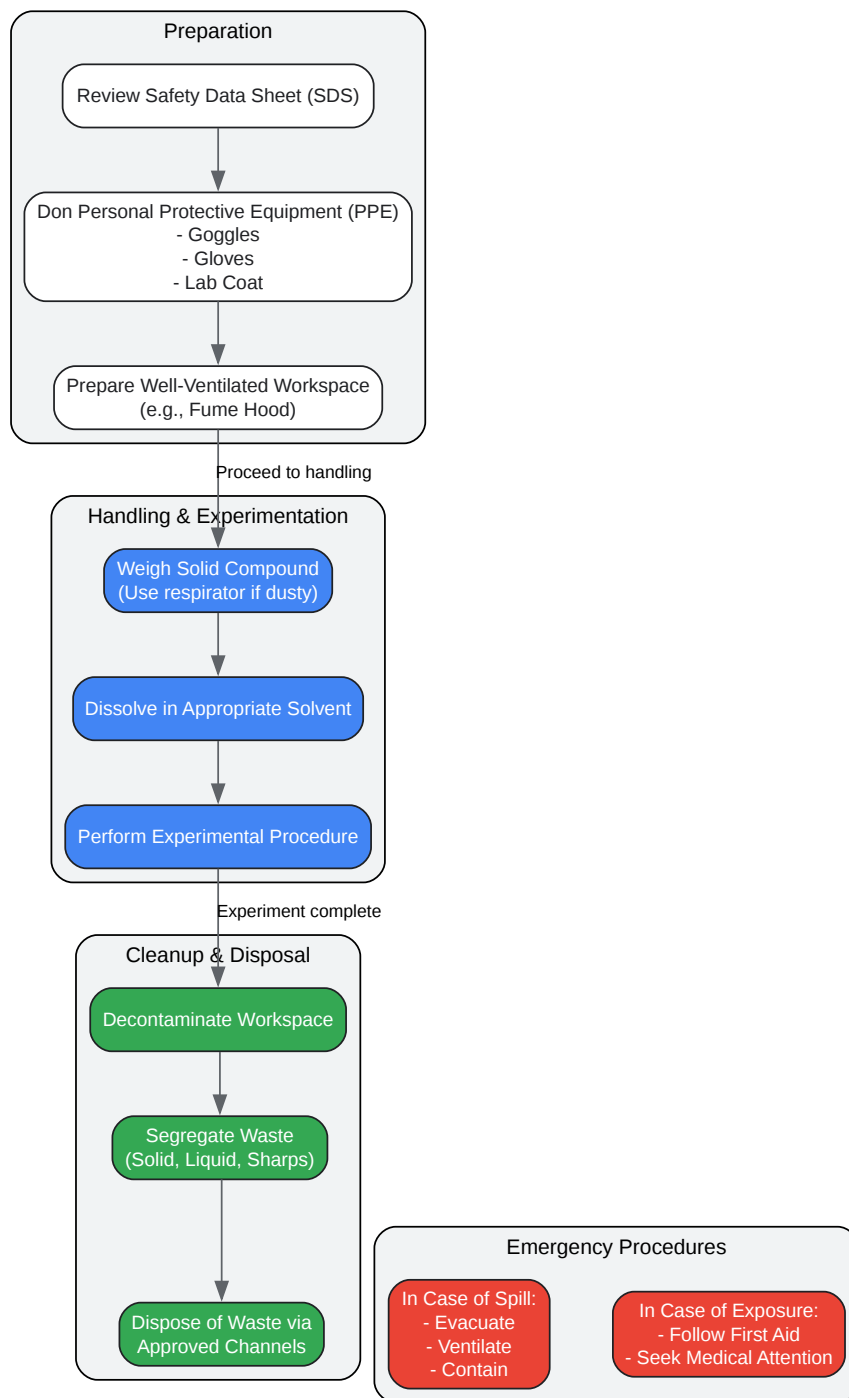 Preparation
Review Safety Data Sheet (SDS)
Don Personal Protective Equipment (PPE)
- Goggles
- Gloves
- Lab Coat
Prepare Well-Ventilated Workspace
(e.g., Fume Hood)
Proceed to handling
Handling & Experimentation
Weigh Solid Compound
(Use respirator if dusty)
Dissolve in Appropriate Solvent
Perform Experimental Procedure
Experiment complete
Cleanup & Disposal
Decontaminate Workspace
Segregate Waste
(Solid, Liquid, Sharps)
Dispose of Waste via
Approved Channels
Emergency Procedures
In Case of Spill:
- Evacuate
- Ventilate
- Contain
In Case of Exposure:
- Follow First Aid
- Seek Medical Attention